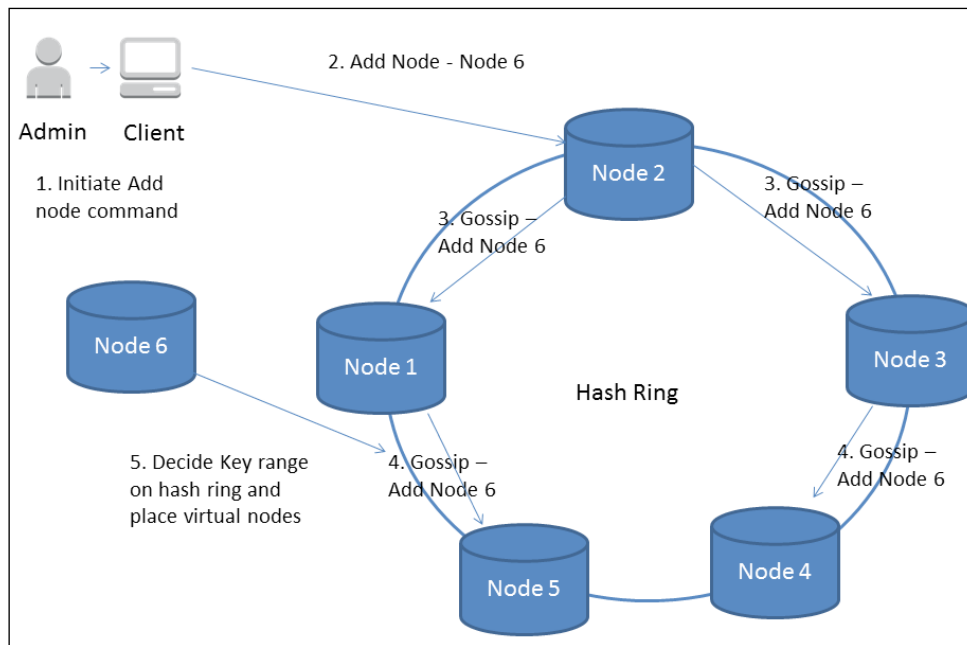 2. Add Node - Node 6
Admin
Client
1. Initiate Add
node command
Node 2
3. Gossip –
Add Node 6
3. Gossip –
Add Node 6
Node 6
Node 1
Node 3
Hash Ring
5. Decide Key range
on hash ring and
place virtual nodes
4. Gossip –
Add Node 6
4. Gossip –
Add Node 6
Node 5
Node 4